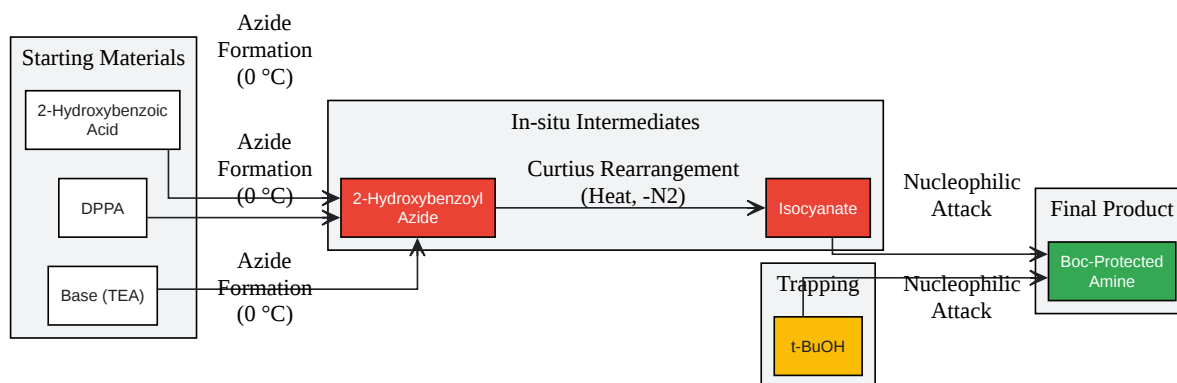 Azide
Formation
(0 °C)
Starting Materials
2-Hydroxybenzoic
Acid
DPPA
Base (TEA)
Azide
Formation
(0 °C)
Azide
Formation
(0 °C)
In-situ Intermediates
2-Hydroxybenzoyl
Azide
Curtius Rearrangement
(Heat, -N2)
Isocyanate
Trapping
t-BuOH
Nucleophilic
Attack
Nucleophilic
Attack
Final Product
Boc-Protected
Amine